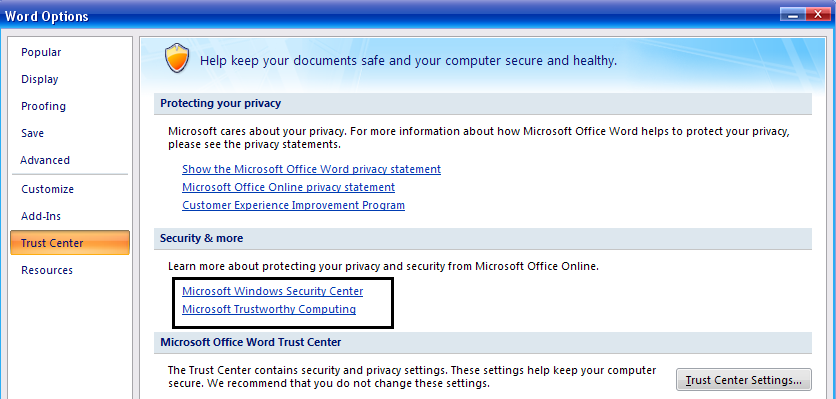 Word Options
Popular
Display
Proofing
Save
Advanced
Customize
Add-Ins
Trust Center
Resources
Help keep your documents safe and your computer secure and healthy.
Protecting your privacy
Microsoft cares about your privacy. For more information about how Microsoft Office Word helps to protect your privacy,
please see the privacy statements.
Show the Microsoft Office Word privacy statement
Microsoft Office Online privacy statement
Customer Experience Improvement Program
Security & more
Learn more about protecting your privacy and security from Microsoft Office Online.
Microsoft Windows Security Center
Microsoft Trustworthy Computing
Microsoft Office Word Trust Center
The Trust Center contains security and privacy settings. These settings help keep your computer
secure. We recommend that you do not change these settings.
Trust Center Settings...